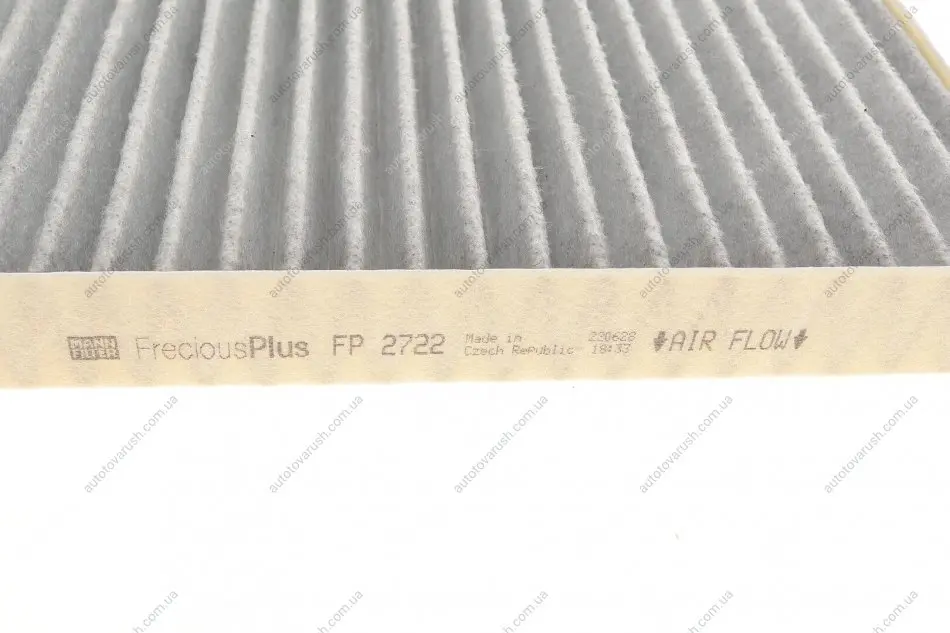 MANN
FILTER
FreciousPlus FP 2722
Made in
Czech Republic
230628
18:33
AIR FLOW
autotovarush.com.ua